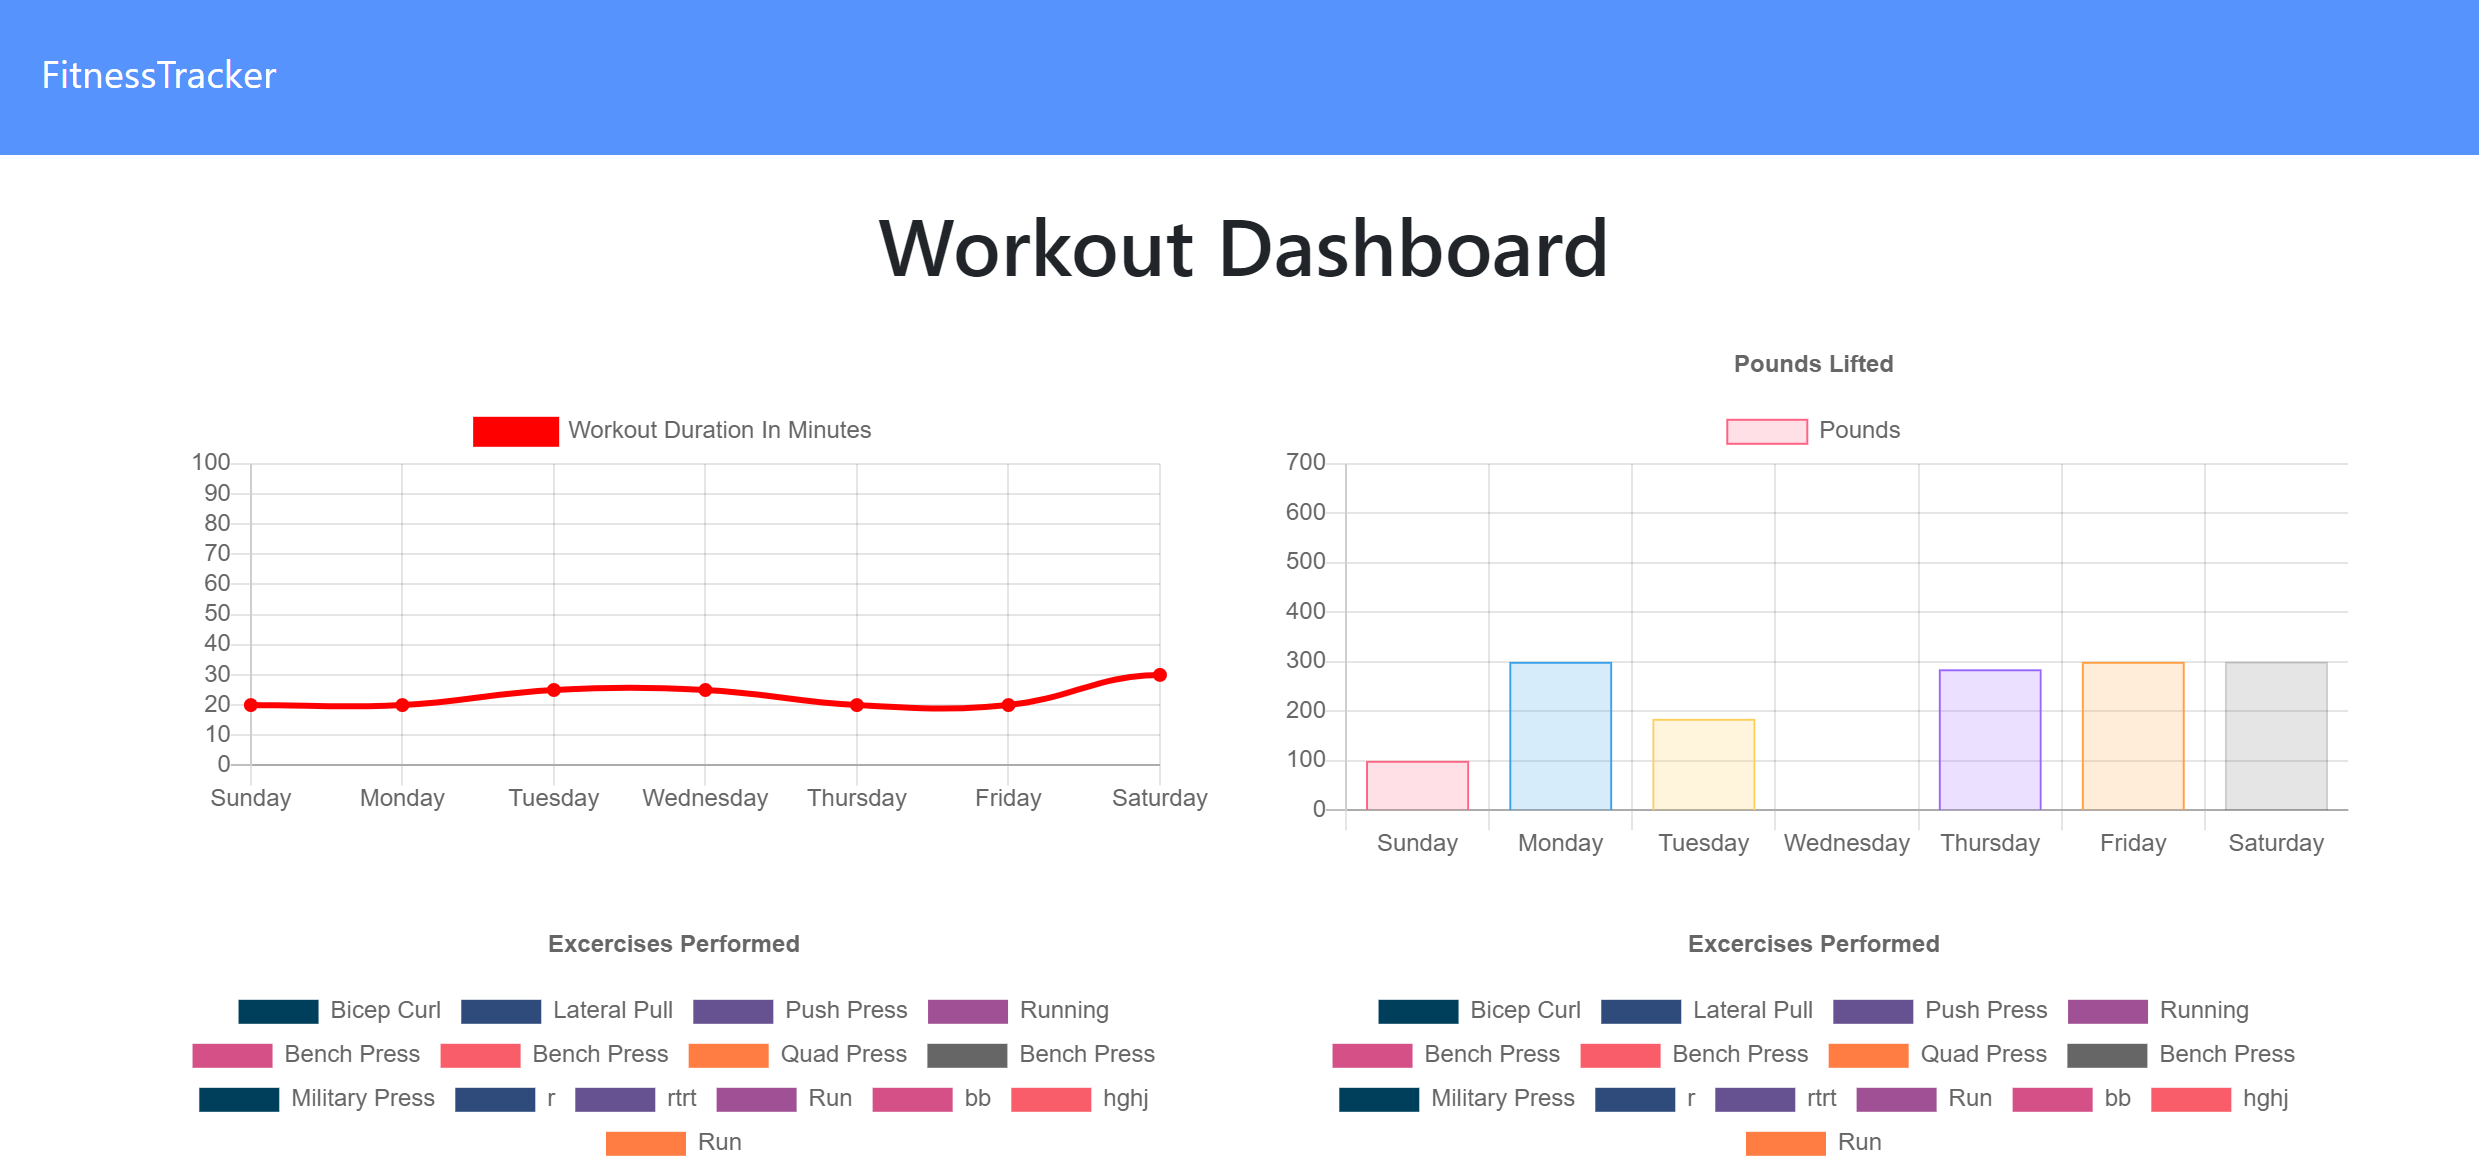 FitnessTracker
Workout Dashboard
Workout Duration In Minutes
100
90
80
70
60
50
40
30
20
10
0
Sunday Monday Tuesday Wednesday Thursday Friday Saturday
Pounds Lifted
Pounds
700
600
500
400
300
200
100
0
Sunday Monday Tuesday Wednesday Thursday Friday Saturday
Excercises Performed
Bicep Curl Lateral Pull Push Press Running
Bench Press Bench Press Quad Press Bench Press
Military Press r rtrt Run bb hghj
Run
Excercises Performed
Bicep Curl Lateral Pull Push Press Running
Bench Press Bench Press Quad Press Bench Press
Military Press r rtrt Run bb hghj
Run